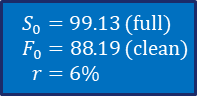 S₀ = 99.13 (full)
F₀ = 88.19 (clean)
r = 6%